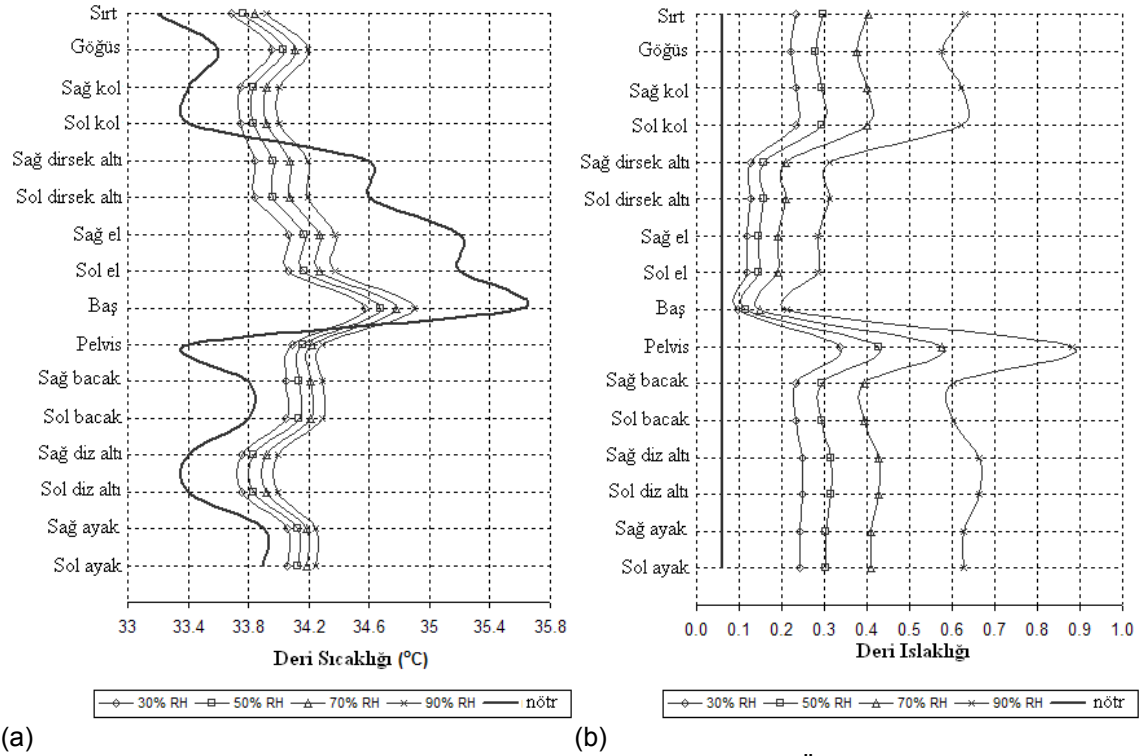 Sırt
Göğüs
Sağ kol
Sol kol
Sağ dirsek altı
Sol dirsek altı
Sağ el
Sol el
Baş
Pelvis
Sağ bacak
Sol bacak
Sağ diz altı
Sol diz altı
Sağ ayak
Sol ayak
33 33.4 33.8 34.2 34.6 35 35.4 35.8
Deri Sıcaklığı (°C)
30% RH 50% RH 70% RH 90% RH nötr
(a)
Sırt
Göğüs
Sağ kol
Sol kol
Sağ dirsek altı
Sol dirsek altı
Sağ el
Sol el
Baş
Pelvis
Sağ bacak
Sol bacak
Sağ diz altı
Sol diz altı
Sağ ayak
Sol ayak
0.0 0.1 0.2 0.3 0.4 0.5 0.6 0.7 0.8 0.9 1.0
Deri Islaklığı
30% RH 50% RH 70% RH 90% RH nötr
(b)